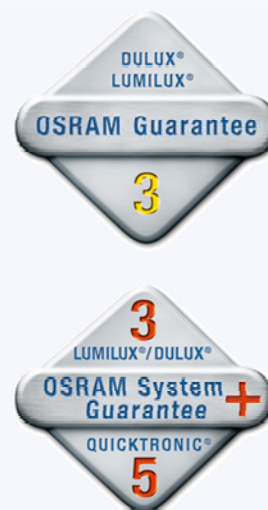 DULUX®
LUMILUX®
OSRAM Guarantee
3
3
LUMILUX®/DULUX®
OSRAM System +
Guarantee
QUICKTRONIC®
5